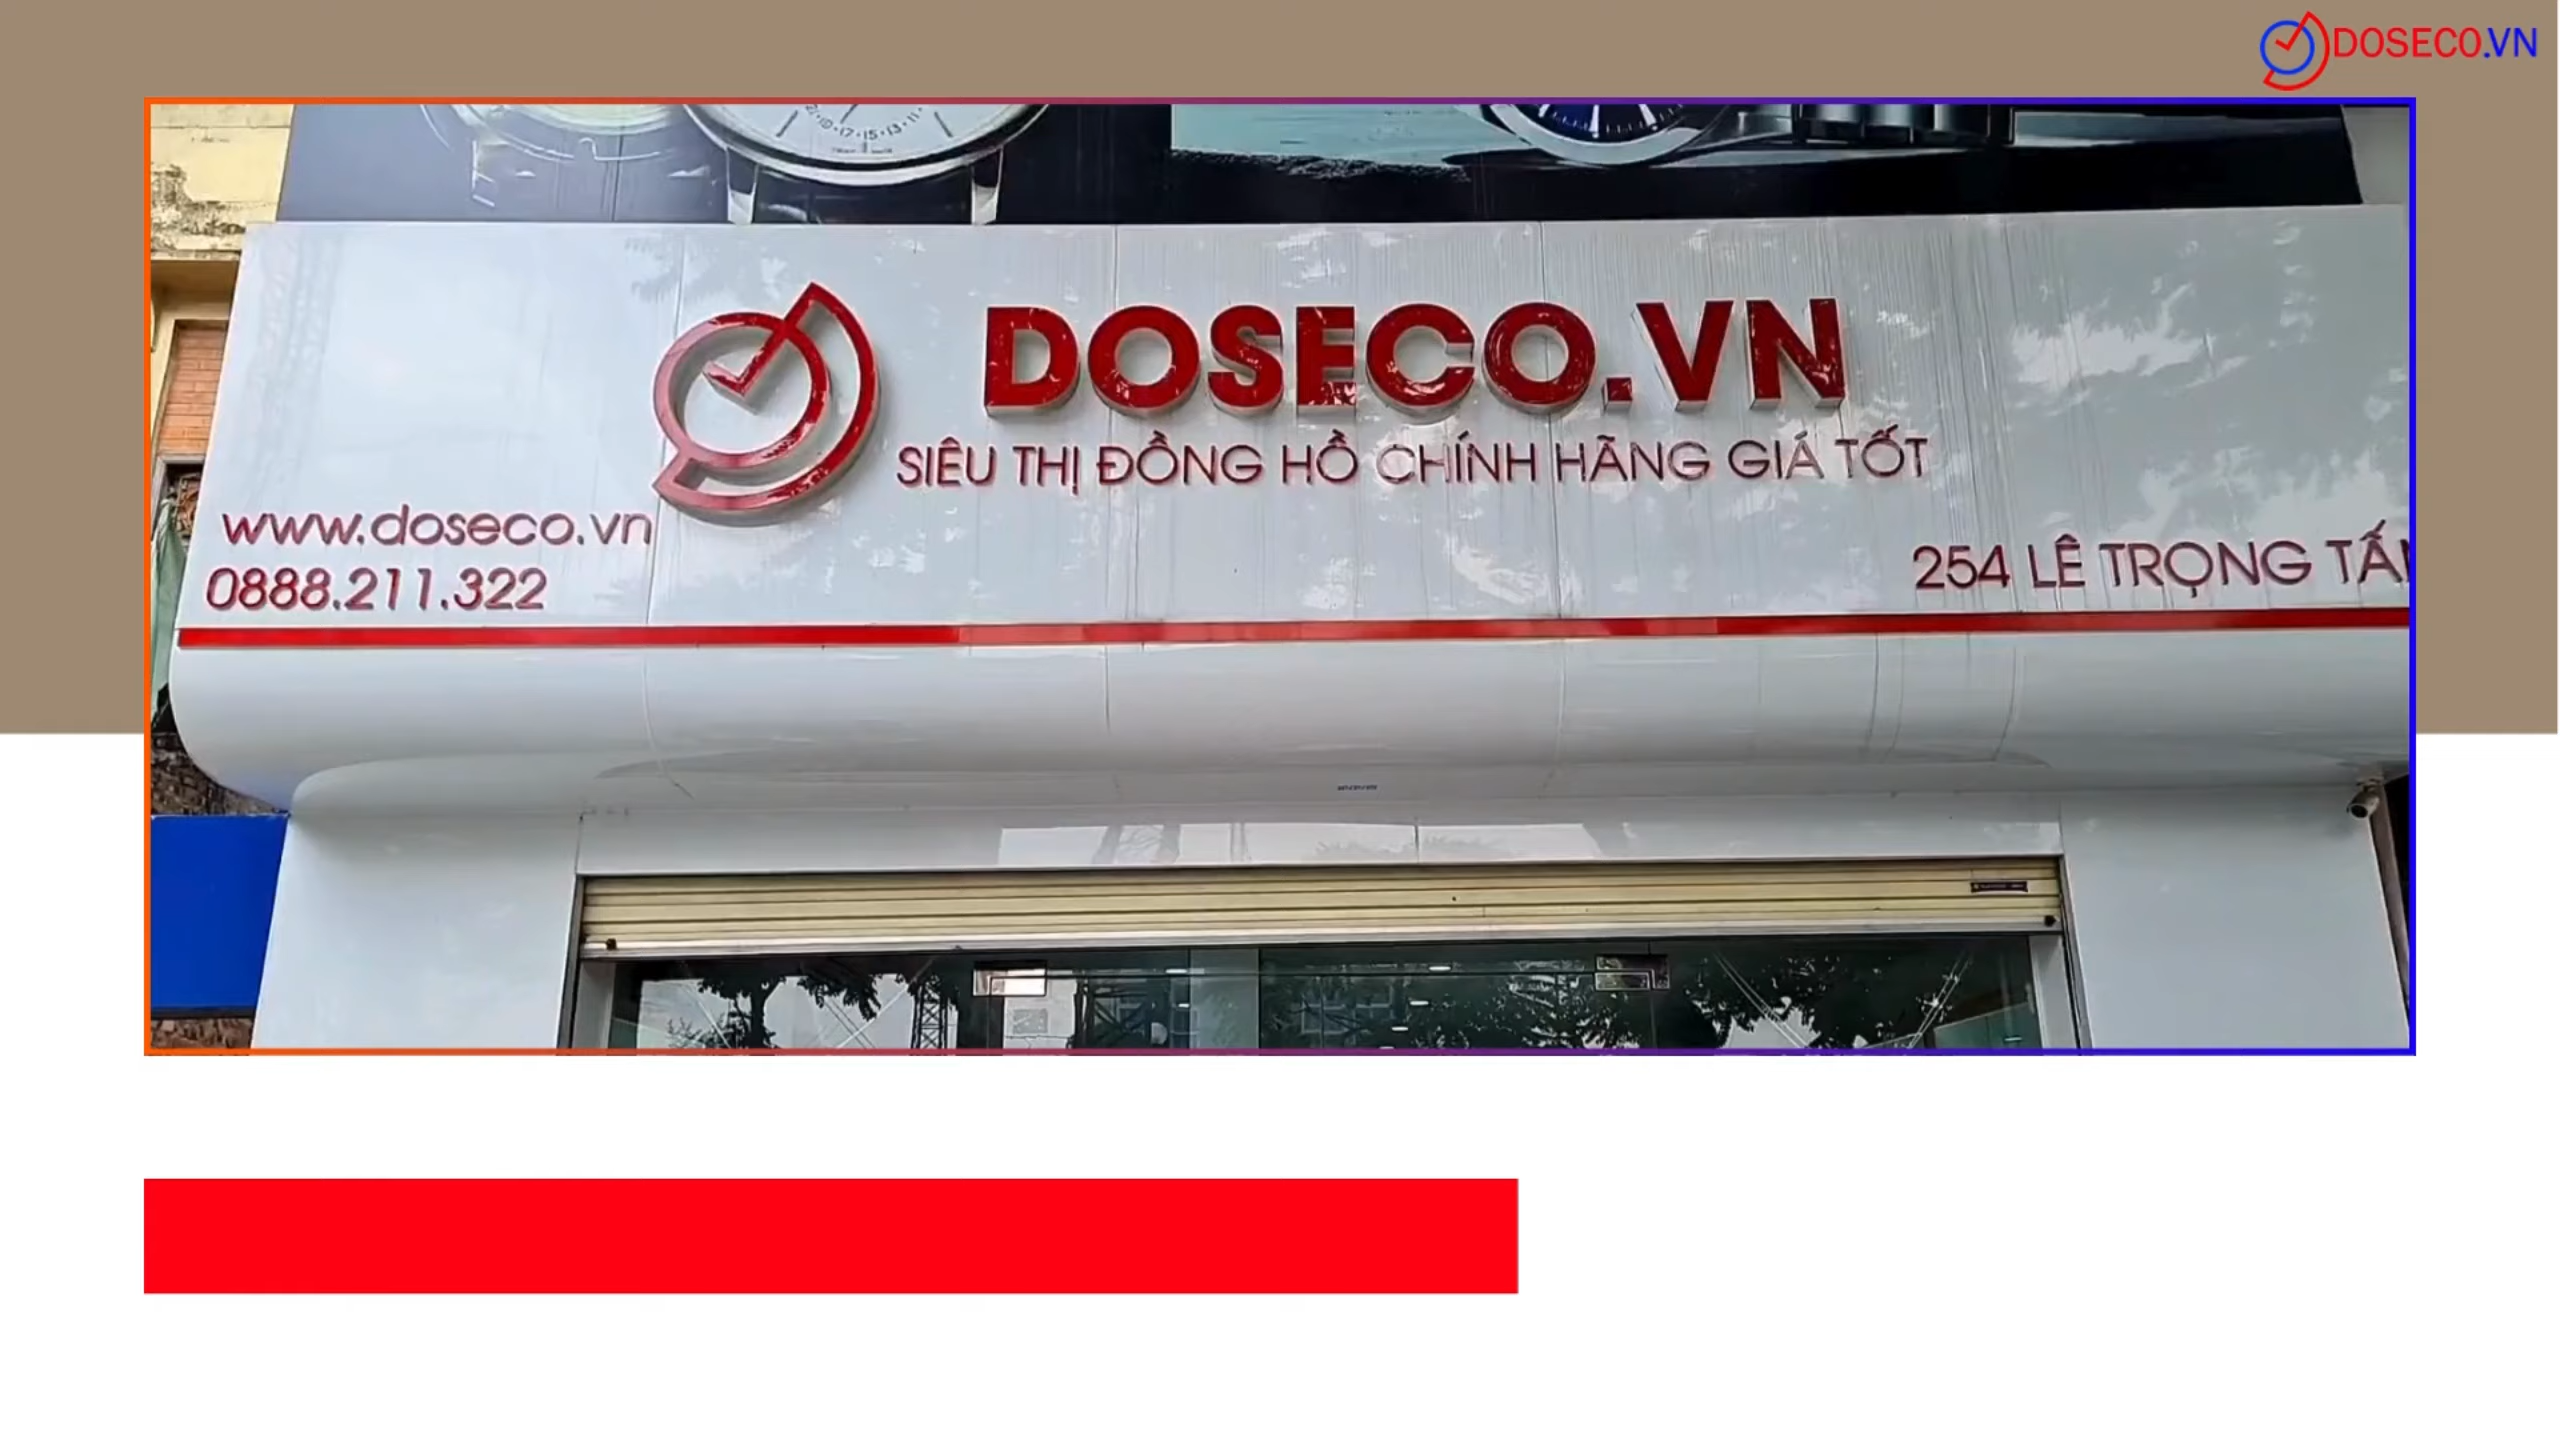 DOSECO.VN
DOSECO.VN
SIÊU THỊ ĐỒNG HỒ CHÍNH HÃNG GIÁ TỐT
www.doseco.vn
0888.211.322
254 LÊ TRỌNG